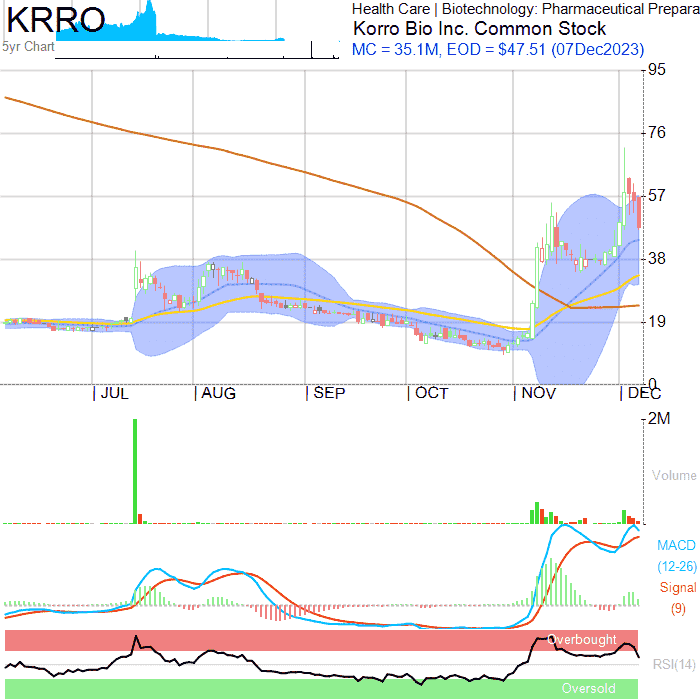 KRRO
5yr Chart
Health Care | Biotechnology: Pharmaceutical Prepara
Korro Bio Inc. Common Stock
MC = 35.1M, EOD = $47.51 (07Dec2023)
95
76
57
38
19
0
JUL AUG SEP OCT NOV DEC
2M
Volume
MACD
(12-26)
Signal
(9)
Overbought
RSI(14)
Oversold